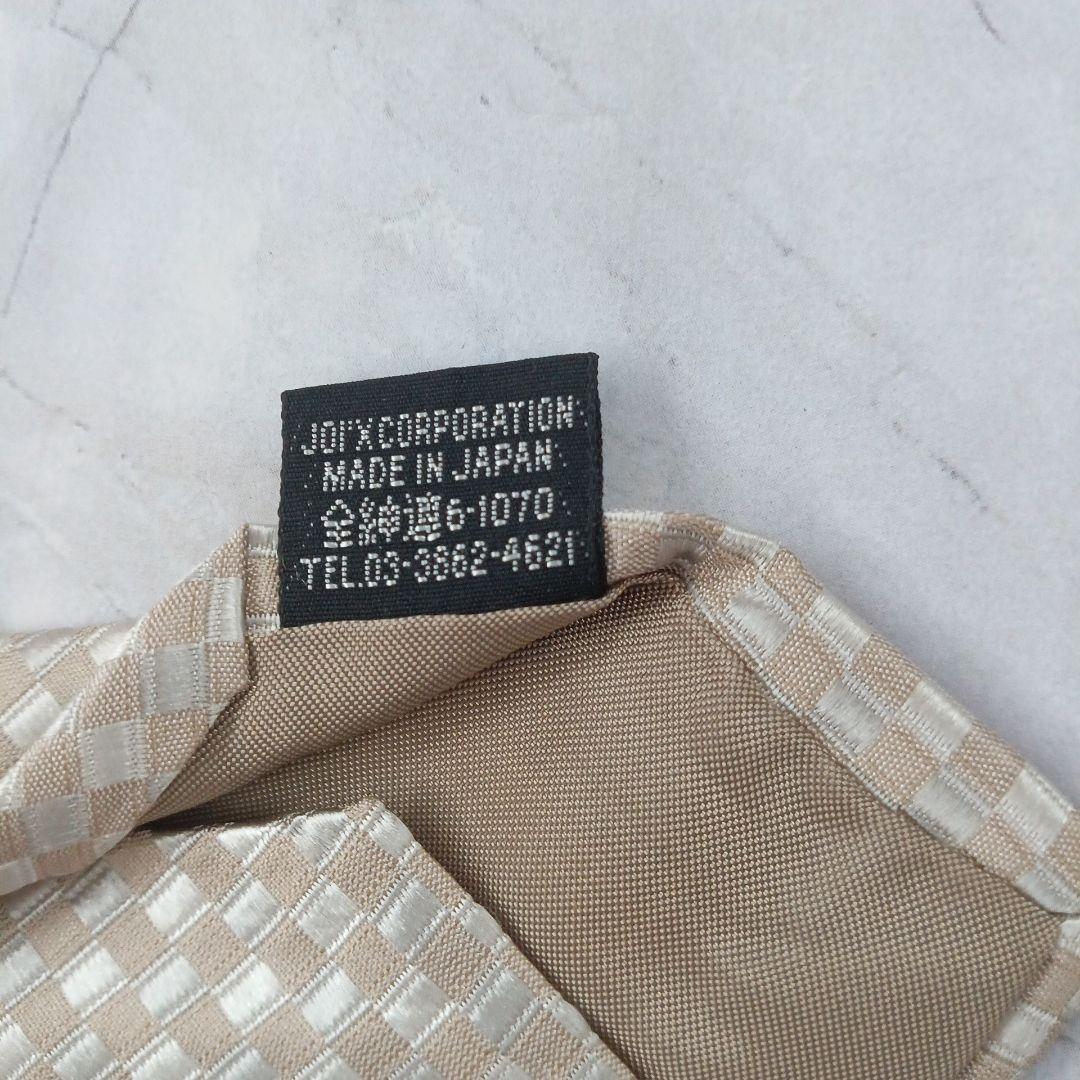 JOI'X CORPORATION
MADE IN JAPAN
全紳連6-1070
TEL.03-3862-4621